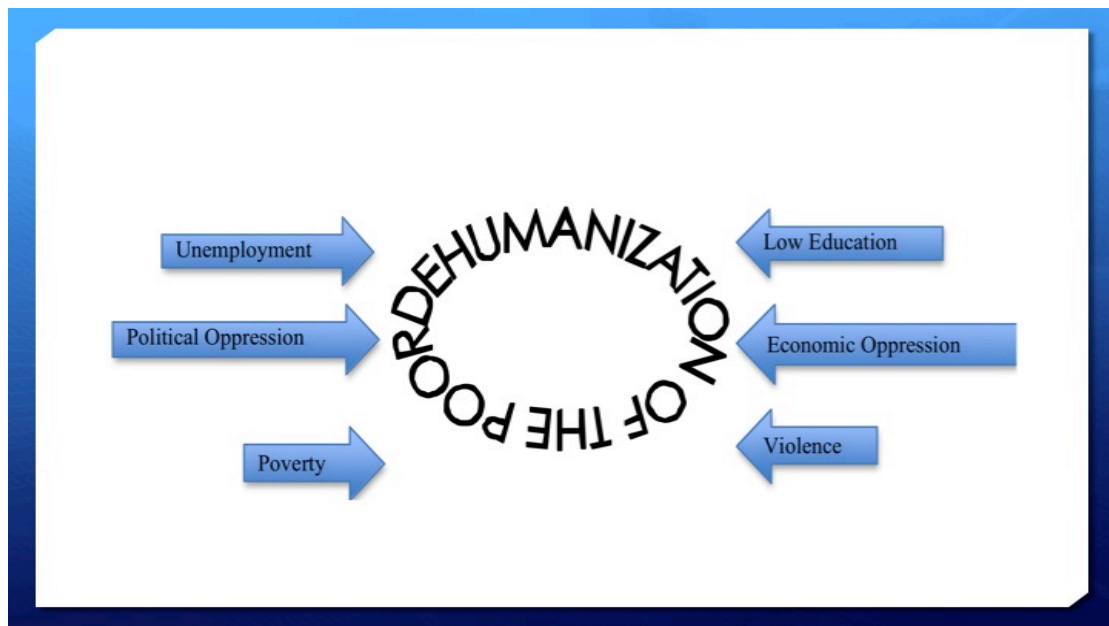 Unemployment
Political Oppression
Poverty
DEHUMANIZATION OF THE POOR
Low Education
Economic Oppression
Violence